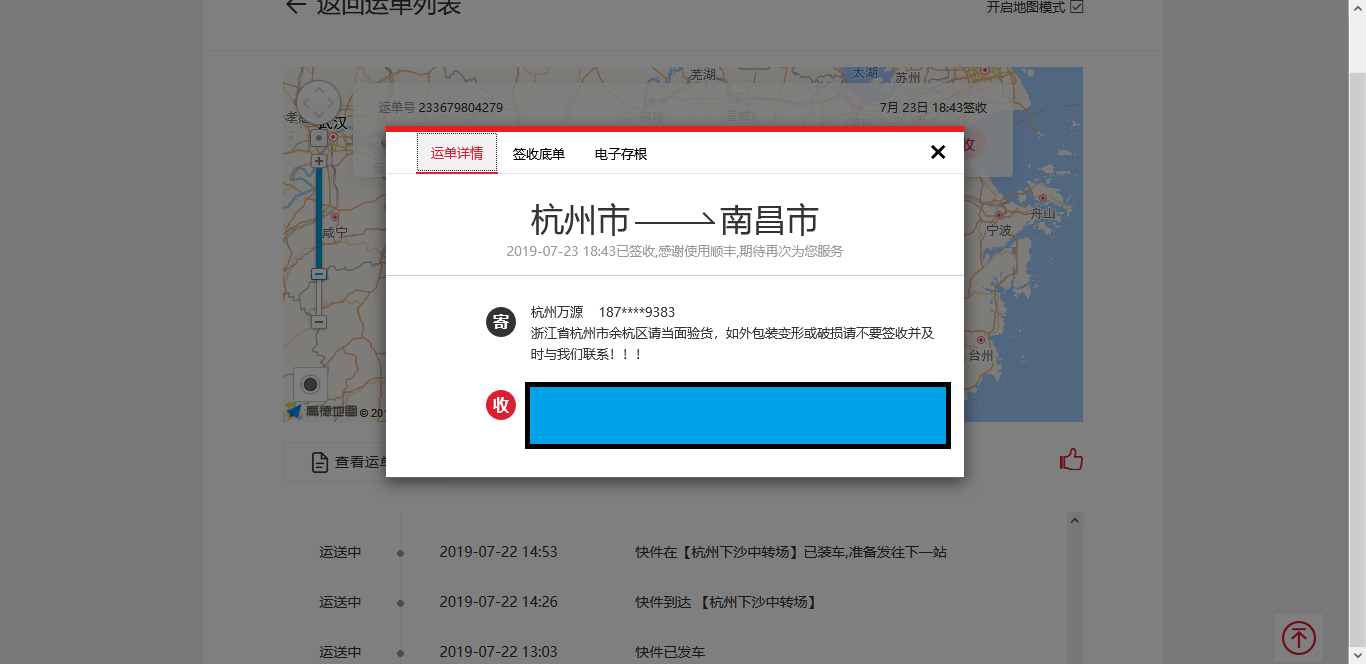 返回运单列表
开启地图模式
芜湖
太湖
苏州
运单号 233679804279
7月 23日 18:43签收
铜陵
宣城
武汉
收
运单详情
签收底单
电子存根
杭州市
南昌市
2019-07-23 18:43已签收,感谢使用顺丰,期待再次为您服务
舟山
宁波
咸宁
寄
杭州万源 187****9383
浙江省杭州市余杭区请当面验货，如外包装变形或破损请不要签收并及
时与我们联系！！！
台州
收
高德地图 © 201
查看运单
运送中 2019-07-22 14:53 快件在【杭州下沙中转场】已装车,准备发往下一站
运送中 2019-07-22 14:26 快件到达 【杭州下沙中转场】
运送中 2019-07-22 13:03 快件已发车